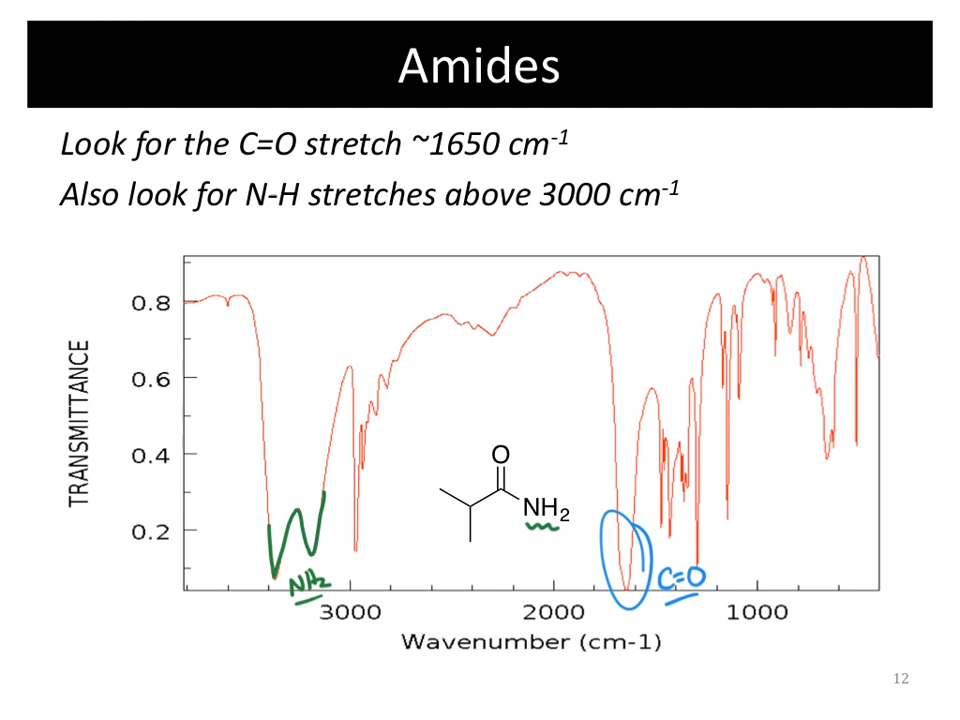 Amides
Look for the C=O stretch ~1650 cm-1
Also look for N-H stretches above 3000 cm-1
0.8
0.6
0.4
0.2
TRANSMITTANCE
O
NH2
NH2
C=O
3000
2000
1000
Wavenumber (cm-1)
12